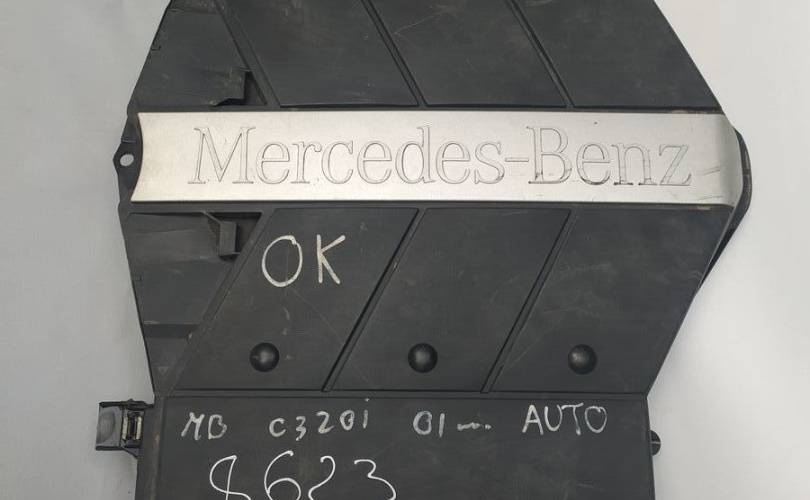 Mercedes-Benz
OK
MB C320i 01... AUTO
8623